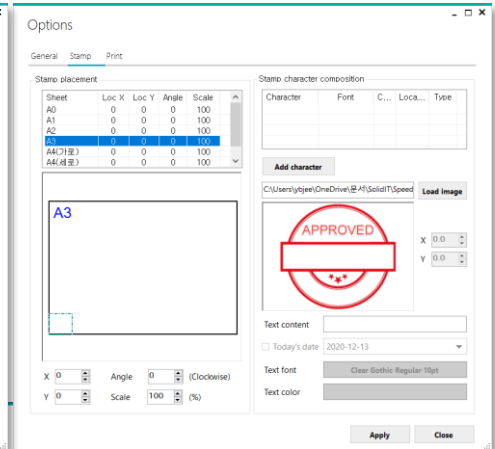 Options
General Stamp Print
Stamp placement
Sheet Loc X Loc Y Angle Scale
A0 0 0 0 100
A1 0 0 0 100
A2 0 0 0 100
A3 0 0 0 100
A4(가로) 0 0 0 100
A4(세로) 0 0 0 100
A3
X 0 Angle 0 (Clockwise)
Y 0 Scale 100 (%)
Stamp character composition
Character Font C... Loca... Type
Add character
C:\Users\ybjee\OneDrive\문서\SolidIT\Speed Load image
APPROVED
X 0.0
Y 0.0
Text content
Today's date 2020-12-13
Text font Clear Gothic-Regular-10pt
Text color
Apply Close